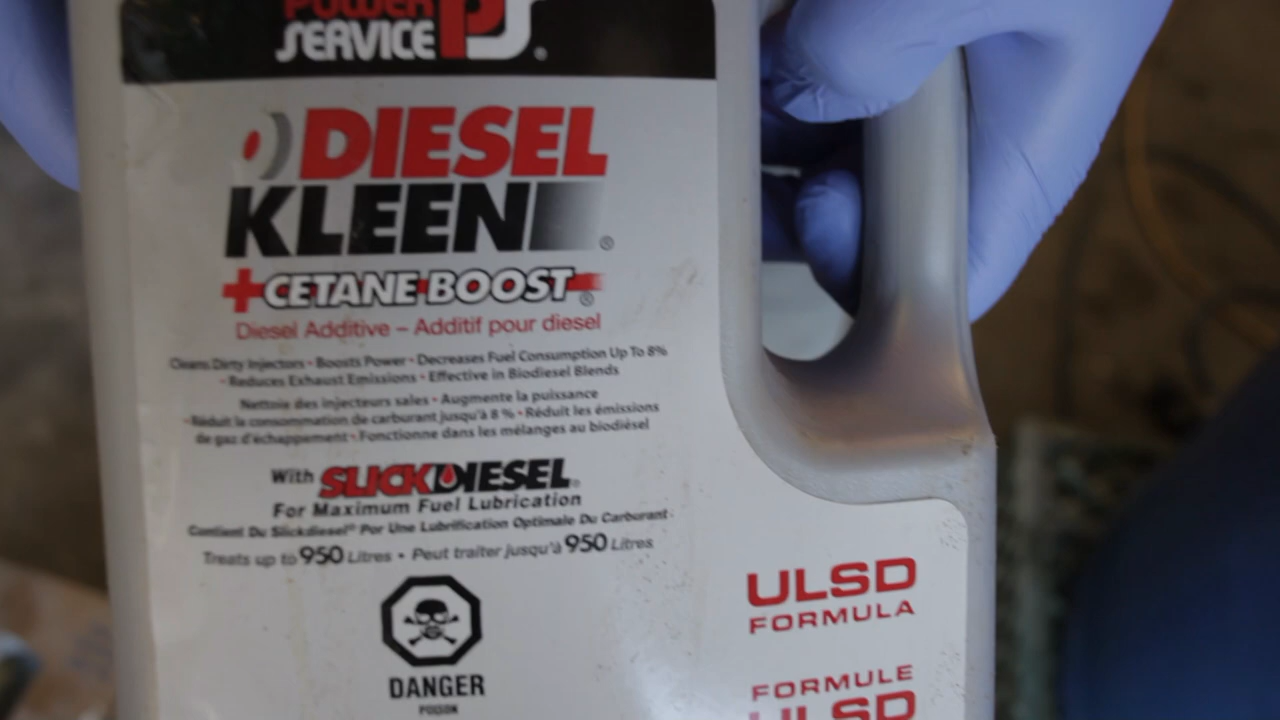 POWER
SERVICE PS®
DIESEL
KLEEN®
+CETANE BOOST®
Diesel Additive – Additif pour diesel
Cleans Dirty Injectors • Boosts Power • Decreases Fuel Consumption Up To 8%
• Reduces Exhaust Emissions • Effective in Biodiesel Blends
Nettoie des injecteurs sales • Augmente la puissance
• Réduit la consommation de carburant jusqu'à 8 % • Réduit les émissions
de gaz d'échappement • Fonctionne dans les mélanges au biodiésel
With SLICKDIESEL®
For Maximum Fuel Lubrication
Contient Du Slickdiesel® Por Une Lubrification Optimale Du Carburant
Treats up to 950 Litres • Peut traiter jusqu'à 950 Litres
DANGER
POISON
ULSD
FORMULA
FORMULE
ULSD